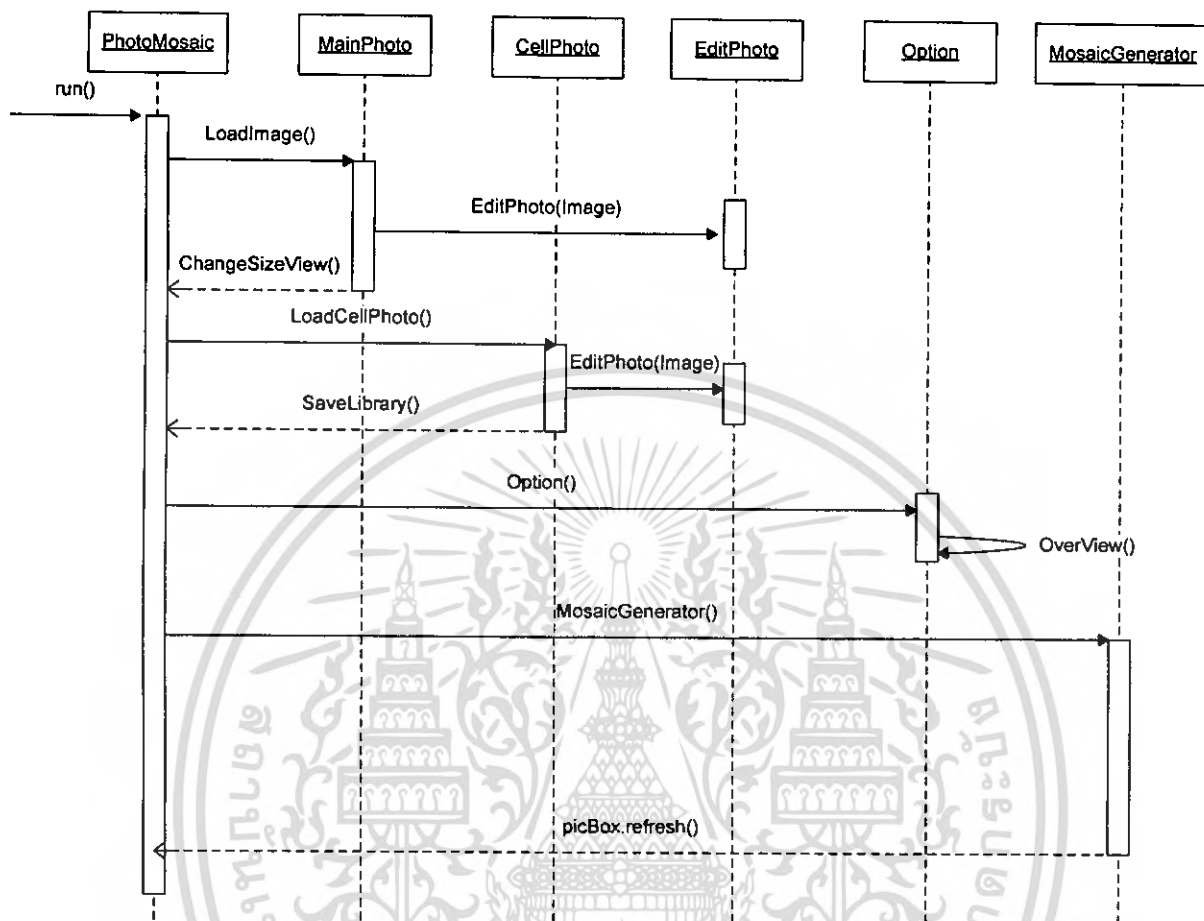 PhotoMosaic
MainPhoto
CellPhoto
EditPhoto
Option
MosaicGenerator
run()
LoadImage()
EditPhoto(Image)
ChangeSizeView()
LoadCellPhoto()
EditPhoto(Image)
SaveLibrary()
Option()
OverView()
MosaicGenerator()
picBox.refresh()